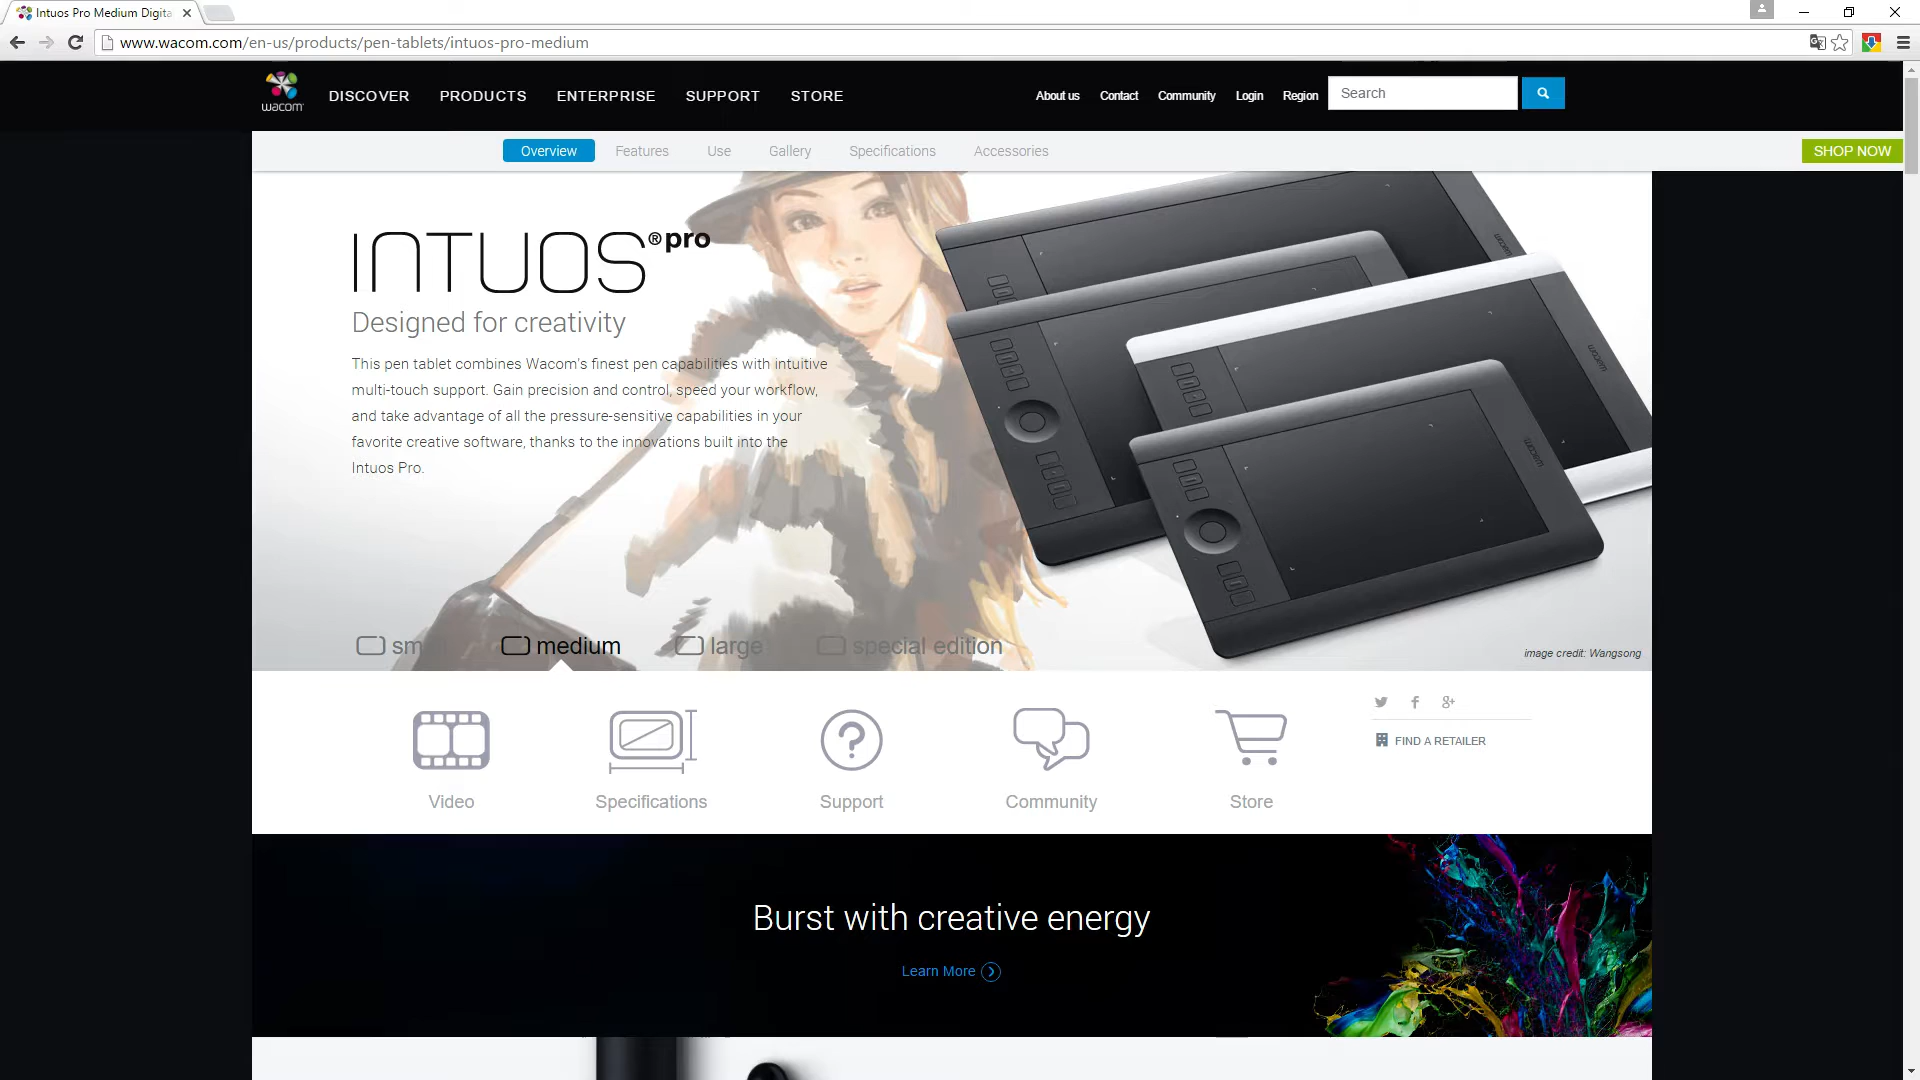 Intuos Pro Medium Digita
www.wacom.com/en-us/products/pen-tablets/intuos-pro-medium
wacom
DISCOVER PRODUCTS ENTERPRISE SUPPORT STORE
About us Contact Community Login Region Search
Overview Features Use Gallery Specifications Accessories
SHOP NOW
INTUOS®pro
Designed for creativity
This pen tablet combines Wacom's finest pen capabilities with intuitive
multi-touch support. Gain precision and control, speed your workflow,
and take advantage of all the pressure-sensitive capabilities in your
favorite creative software, thanks to the innovations built into the
Intuos Pro.
wacom
wacom
wacom
small medium large special edition
image credit: Wangsong
g+
FIND A RETAILER
Video Specifications Support Community Store
Burst with creative energy
Learn More